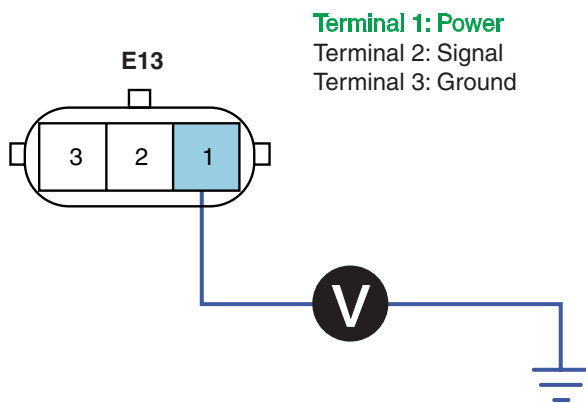 Terminal 1: Power
Terminal 2: Signal
Terminal 3: Ground
E13
3 2 1
V